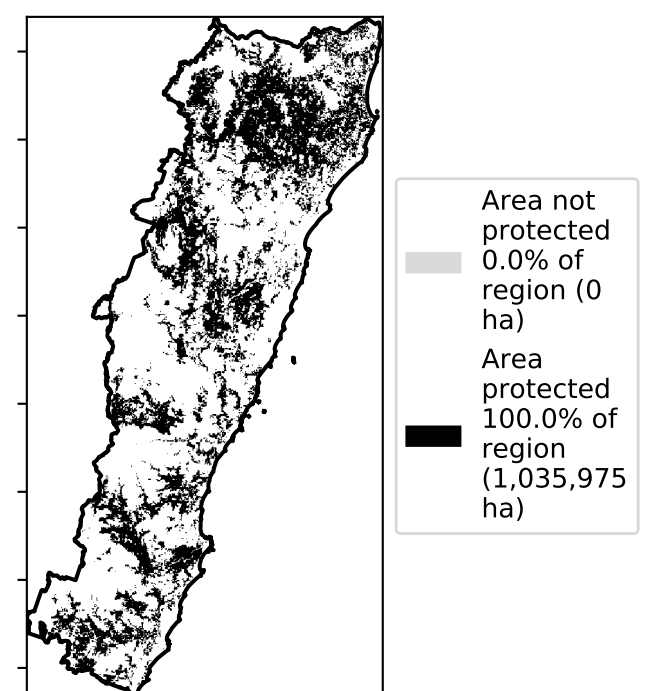 Area not
protected
0.0% of
region (0
ha)
Area
protected
100.0% of
region
(1,035,975
ha)